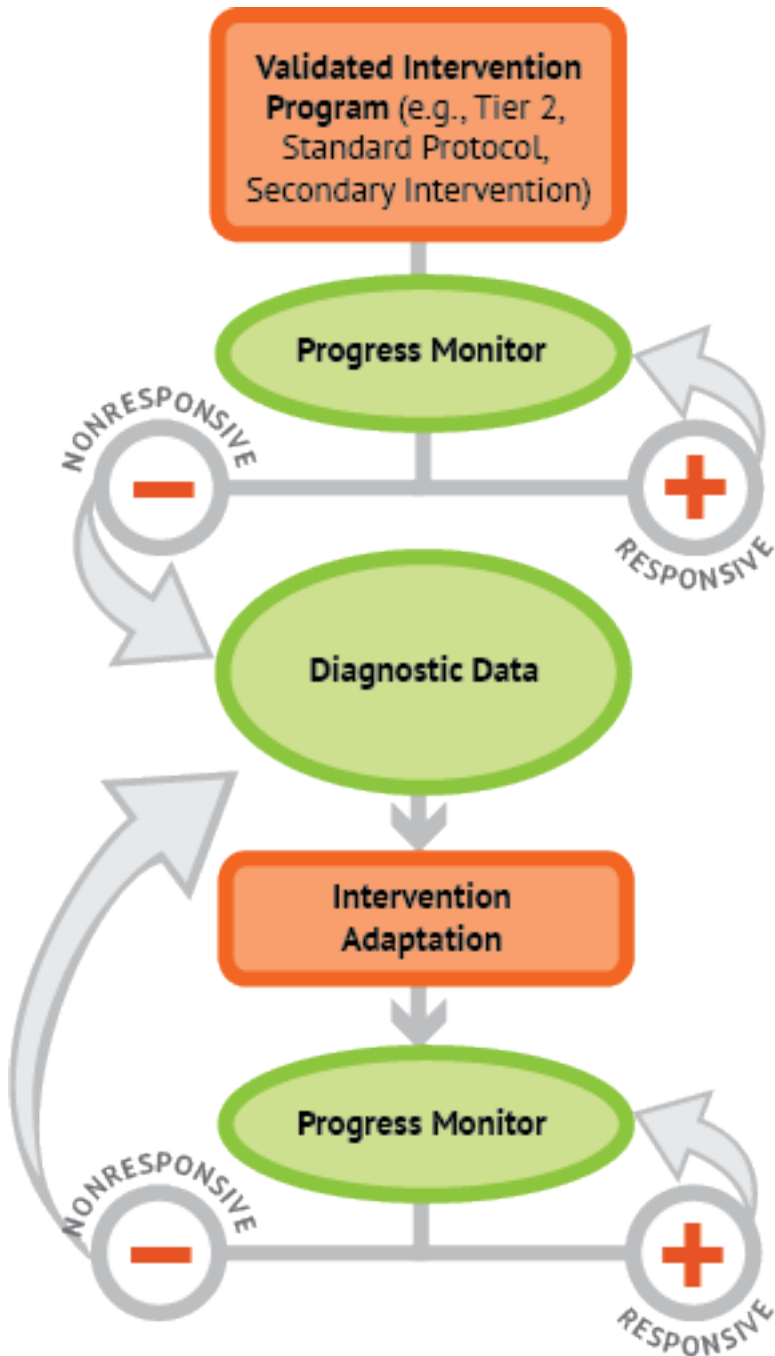 Validated Intervention
Program (e.g., Tier 2,
Standard Protocol,
Secondary Intervention)
Progress Monitor
NONRESPONSIVE
RESPONSIVE
Diagnostic Data
Intervention
Adaptation
Progress Monitor
NONRESPONSIVE
RESPONSIVE